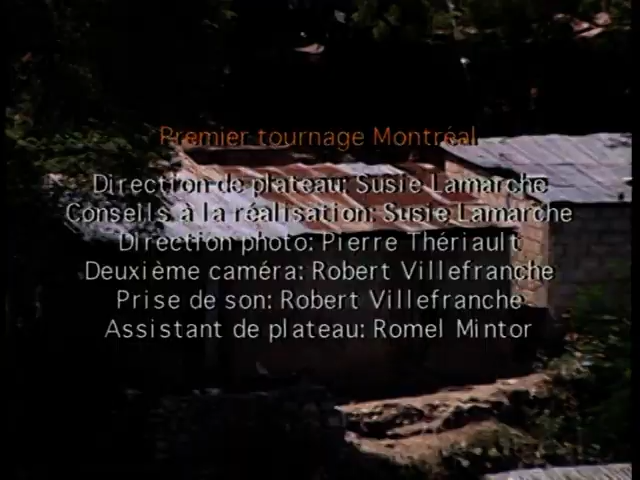 Premier tournage Montréal
Direction de plateau: Susie Lamarche
Conseils à la réalisation: Susie Lamarche
Direction photo: Pierre Thériault
Deuxième caméra: Robert Villefranche
Prise de son: Robert Villefranche
Assistant de plateau: Romel Mintor